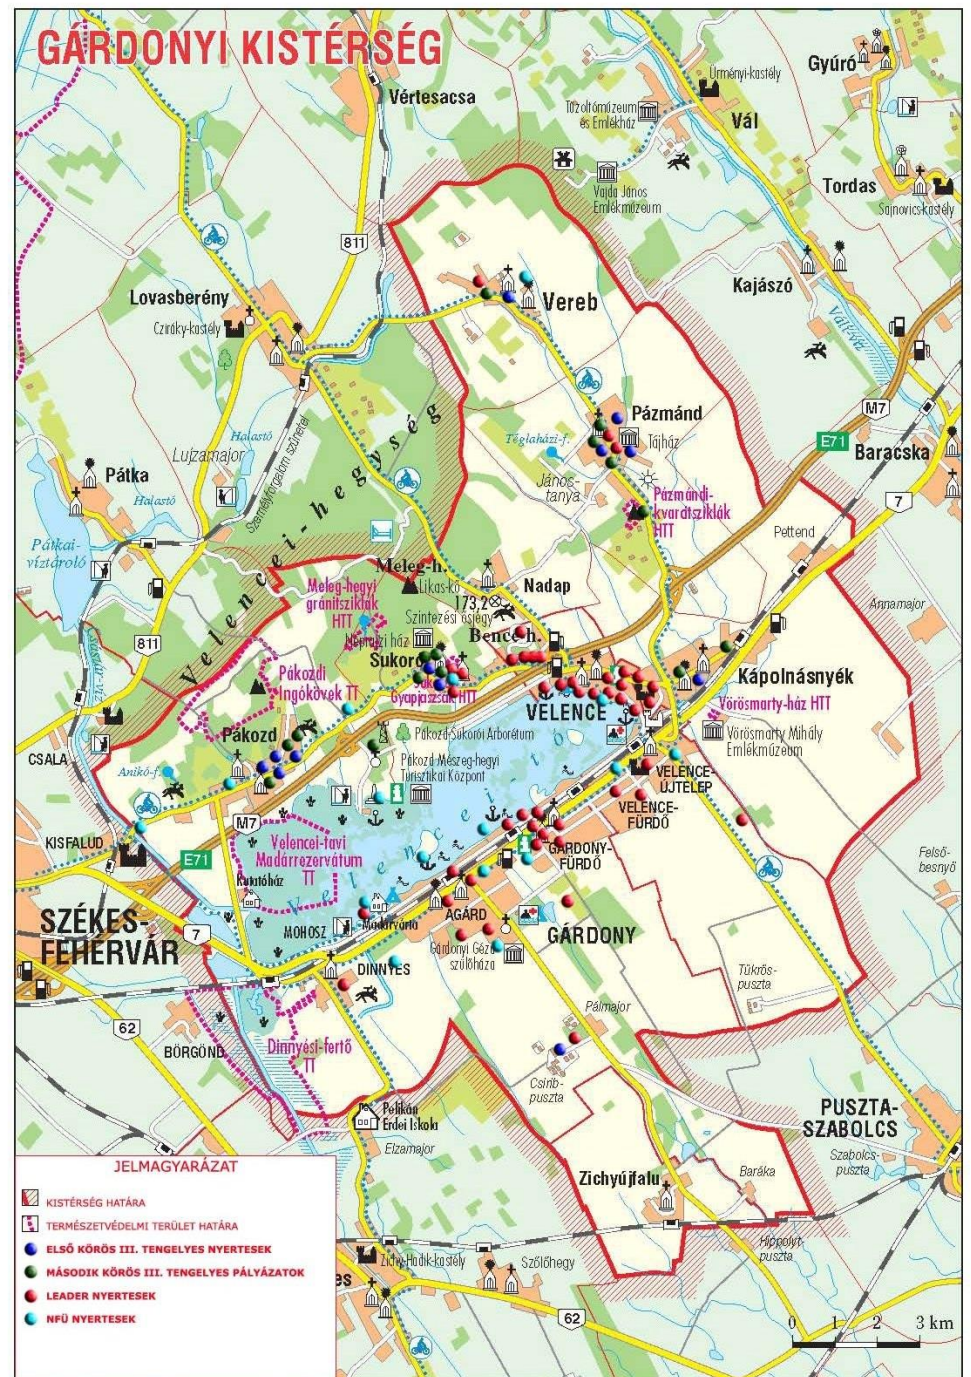 GÁRDONYI KISTÉRSÉG
Vértesacsa
Űrményi-kastély
Gyúró
Tűzoltómúzeum
és Emlékház
Vál
Vajda János
Emlékmúzeum
Tordas
Sajnovics-kastély
811
Kajászó
Lovasberény
Cziráky-kastély
Vereb
Váli-víz
M7
Pázmánd
Tájház
Téglaházi-f.
E71
Baracska
Halastó
Lujzamajor
Személyforgalom szünetel
Pátka
Halastó
János-
tanya
Pázmándi-
kvarcitsziklák
HTT
7
Pettend
Pátkai-
víztároló
Velencei-hegység
Meleg-h.
Likas-kő
Nadap
Meleg-hegyi
gránitsziklák
HTT
173,2
Szintezési ősjegy
Annamajor
Néprajzi ház
Bence-h.
811
Sukoró
Pákozdi
Ingókövek TT
Gyapjaszsák HTT
Kápolnásnyék
VELENCE
Vörösmarty-ház HTT
Pákozd
Pákozd-Sukorói Arborétum
Vörösmarty Mihály
Emlékmúzeum
CSALA
Pákozd Mészeg-hegyi
Turisztikai Központ
Anikó-f.
VELENCE-
ÚJTELEP
VELENCE-
FÜRDŐ
M7
KISFALUD
Velencei-tavi
Madárrezervátum
TT
E71
GÁRDONY-
FÜRDŐ
Felső-
besnyő
Kutatóház
SZÉKES-
FEHÉRVÁR
7
MOHOSZ
Madárvárta
AGÁRD
GÁRDONY
Gárdonyi Géza
szülőháza
DINNYÉS
Tükrös-
puszta
Pálmajor
62
BÖRGÖND
Dinnyési-fertő
TT
Csirib-
puszta
Pelikán
Erdei Iskola
Elzamajor
PUSZTA-
SZABOLCS
Szabolcs-
puszta
Zichyújfalu
Baráka
Hippolyt-
puszta
Zichy-Hadik-kastély
Szőlőhegy
es
62
0 1 2 3 km
JELMAGYARÁZAT
KISTÉRSÉG HATÁRA
TERMÉSZETVÉDELMI TERÜLET HATÁRA
ELSŐ KÖRÖS III. TENGELYES NYERTESEK
MÁSODIK KÖRÖS III. TENGELYES PÁLYÁZATOK
LEADER NYERTESEK
NFÜ NYERTESEK